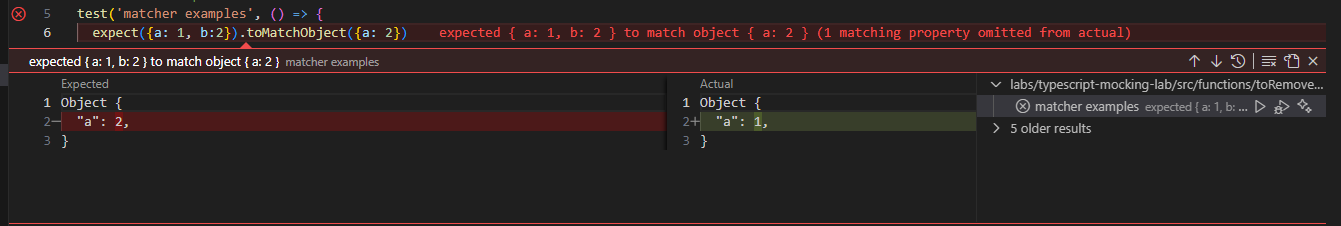 5 test('matcher examples', () => {
6 expect({a: 1, b:2}).toMatchObject({a: 2}) expected { a: 1, b: 2 } to match object { a: 2 } (1 matching property omitted from actual)
expected { a: 1, b: 2 } to match object { a: 2 } matcher examples
Expected
1 Object {
2− "a": 2,
3 }
Actual
1 Object {
2+ "a": 1,
3 }
labs/typescript-mocking-lab/src/functions/toRemove...
matcher examples expected { a: 1, b: ...
5 older results